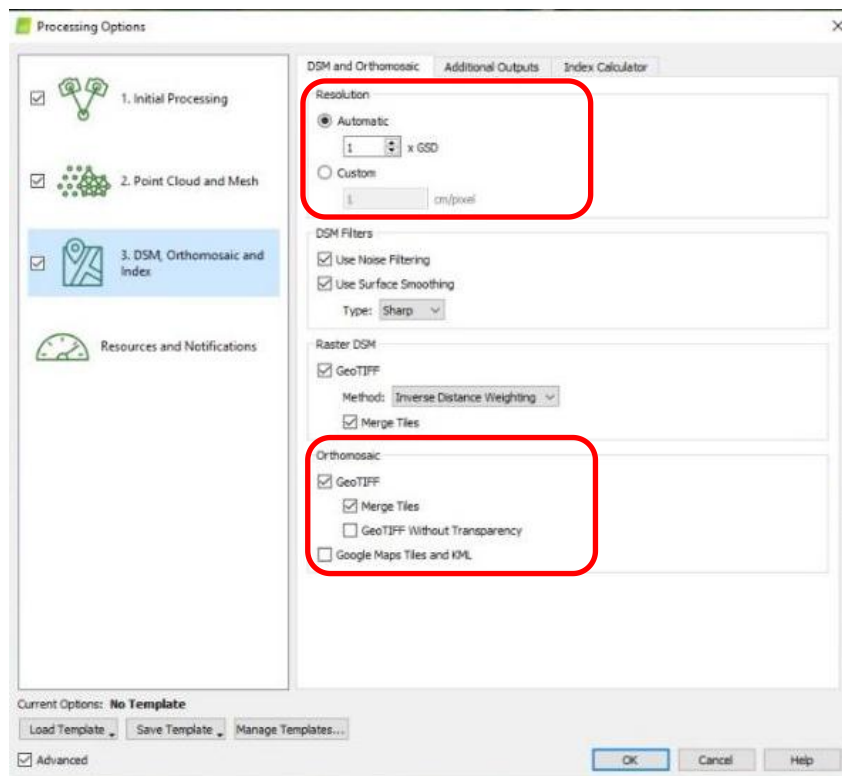 Processing Options
1. Initial Processing
2. Point Cloud and Mesh
3. DSM, Orthomosaic and
Index
Resources and Notifications
DSM and Orthomosaic
Additional Outputs
Index Calculator
Resolution
Automatic
1 x GSD
Custom
1 cm/pixel
DSM Filters
Use Noise Filtering
Use Surface Smoothing
Type: Sharp
Raster DSM
GeoTIFF
Method: Inverse Distance Weighting
Merge Tiles
Orthomosaic
GeoTIFF
Merge Tiles
GeoTIFF Without Transparency
Google Maps Tiles and KML
Current Options: No Template
Load Template
Save Template
Manage Templates...
Advanced
OK
Cancel
Help